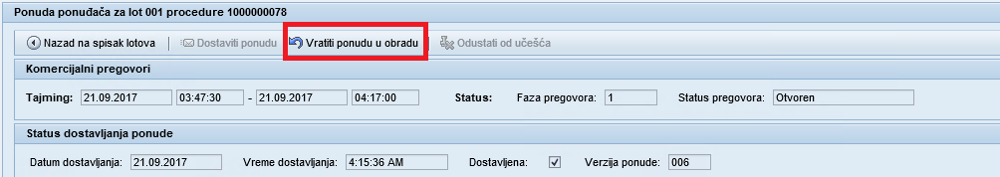 Ponuda ponuđača za lot 001 procedure 1000000078
Nazad na spisak lotova Dostaviti ponudu Vratiti ponudu u obradu Odustati od učešća
Komercijalni pregovori
Tajming: 21.09.2017 03:47:30 - 21.09.2017 04:17:00 Status: Faza pregovora: 1 Status pregovora: Otvoren
Status dostavljanja ponude
Datum dostavljanja: 21.09.2017 Vreme dostavljanja: 4:15:36 AM Dostavljena: Verzija ponude: 006